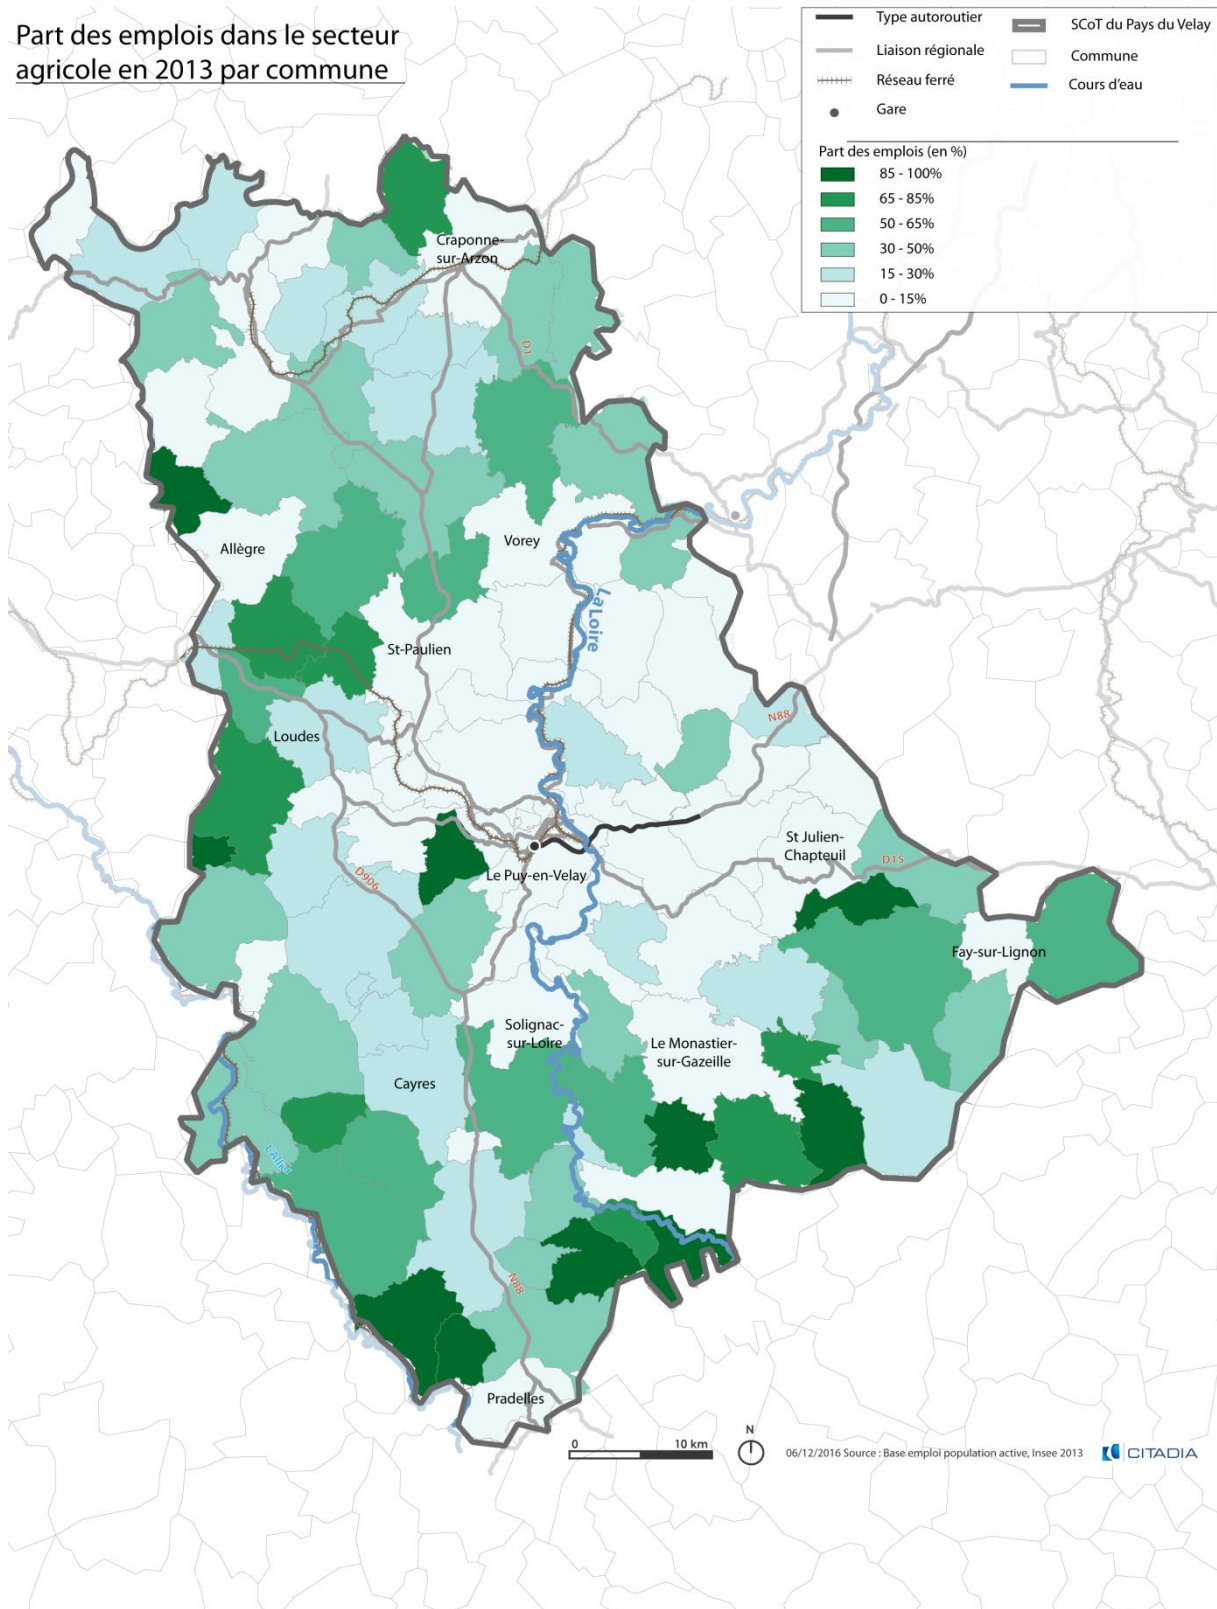 Part des emplois dans le secteur
agricole en 2013 par commune
Type autoroutier
Liaison régionale
Réseau ferré
Gare
SCoT du Pays du Velay
Commune
Cours d'eau
Part des emplois (en %)
85 - 100%
65 - 85%
50 - 65%
30 - 50%
15 - 30%
0 - 15%
Craponne-
sur-Arzon
D1
Allègre
Vorey
La Loire
St-Paulien
N88
Loudes
St Julien-
Chapteuil
D15
D906
Le Puy-en-Velay
Fay-sur-Lignon
Solignac-
sur-Loire
Le Monastier-
sur-Gazeille
Cayres
L'Allier
N88
Pradelles
0 10 km
N
06/12/2016 Source : Base emploi population active, Insee 2013
CITADIA